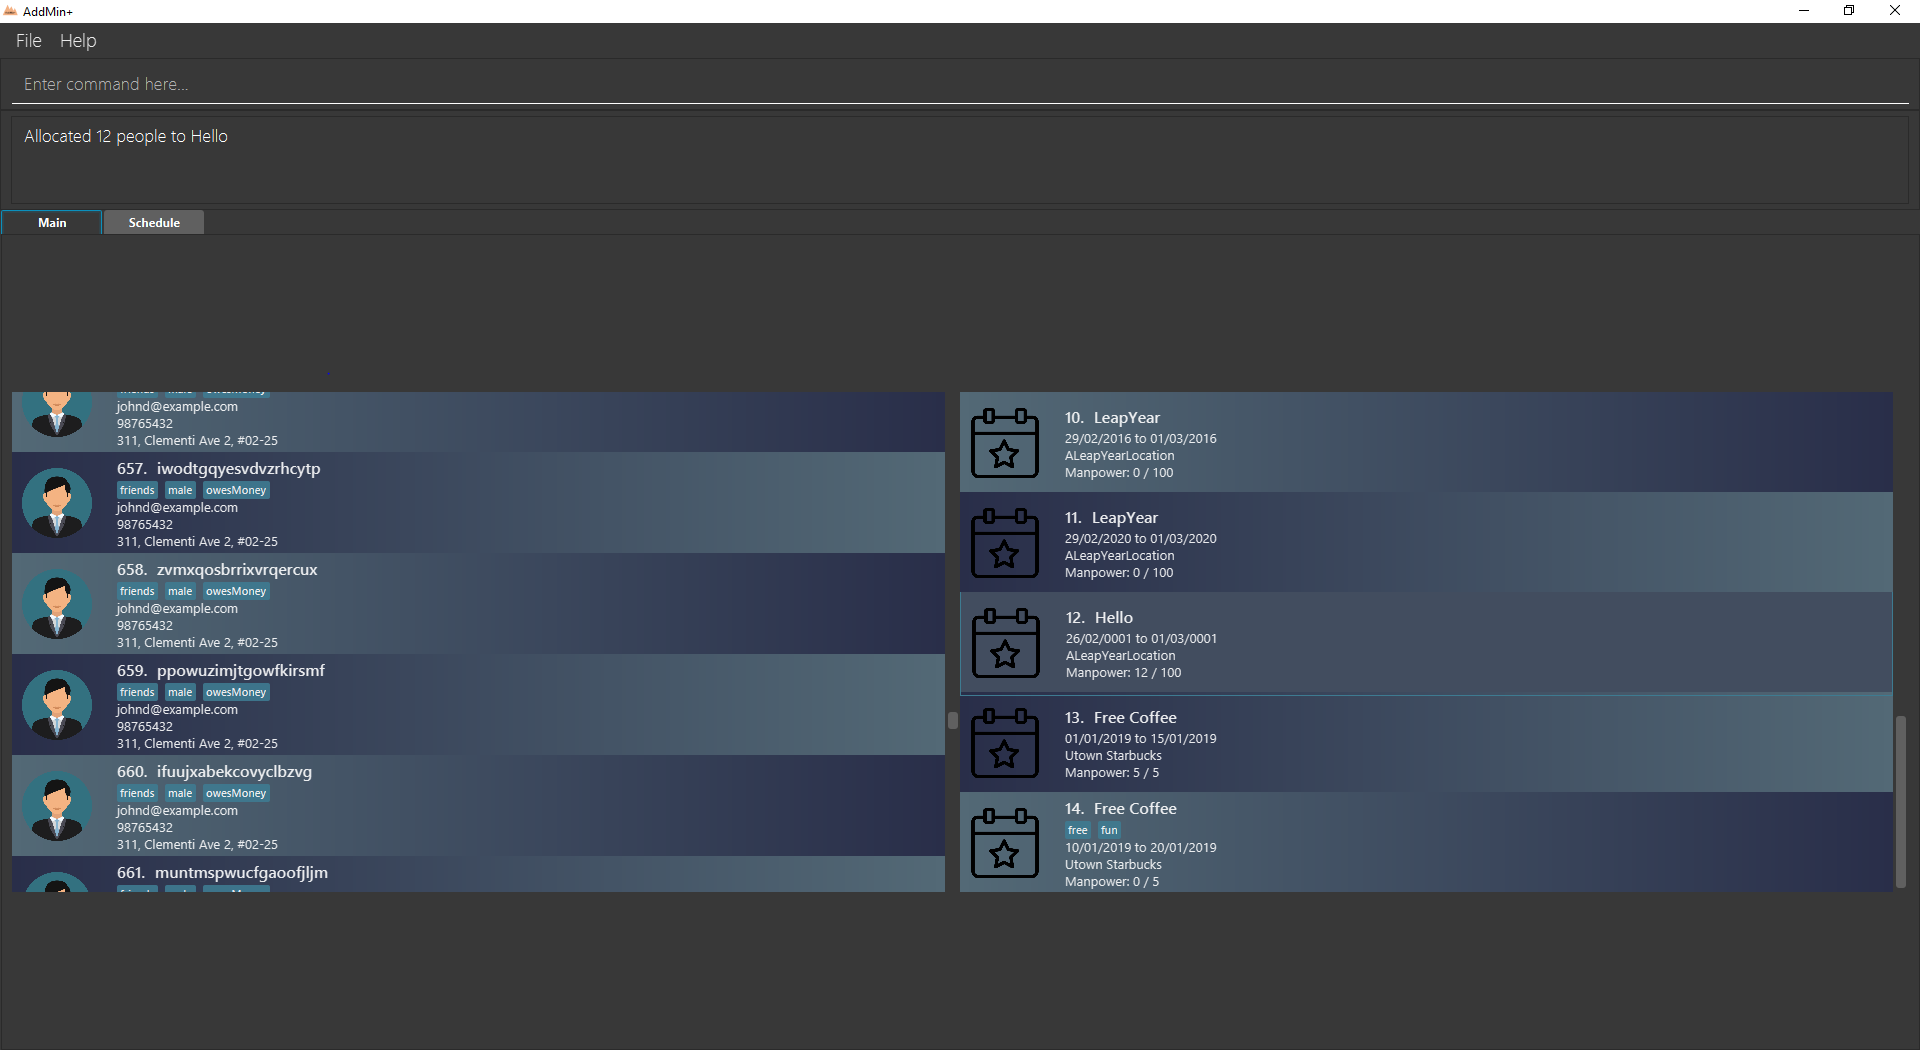 AddMin+
File Help
Enter command here...
Allocated 12 people to Hello
Main Schedule
johnd@example.com
98765432
311, Clementi Ave 2, #02-25
657. iwodtgqyesvdvzrhcytp
friends male owesMoney
johnd@example.com
98765432
311, Clementi Ave 2, #02-25
658. zvmxqosbrrixvrqercux
friends male owesMoney
johnd@example.com
98765432
311, Clementi Ave 2, #02-25
659. ppowuzimjtgowfkirsmf
friends male owesMoney
johnd@example.com
98765432
311, Clementi Ave 2, #02-25
660. ifuujxabekcovyclbzvg
friends male owesMoney
johnd@example.com
98765432
311, Clementi Ave 2, #02-25
661. muntmspwucfgaoofjljm
10. LeapYear
29/02/2016 to 01/03/2016
ALeapYearLocation
Manpower: 0 / 100
11. LeapYear
29/02/2020 to 01/03/2020
ALeapYearLocation
Manpower: 0 / 100
12. Hello
26/02/0001 to 01/03/0001
ALeapYearLocation
Manpower: 12 / 100
13. Free Coffee
01/01/2019 to 15/01/2019
Utown Starbucks
Manpower: 5 / 5
14. Free Coffee
free fun
10/01/2019 to 20/01/2019
Utown Starbucks
Manpower: 0 / 5